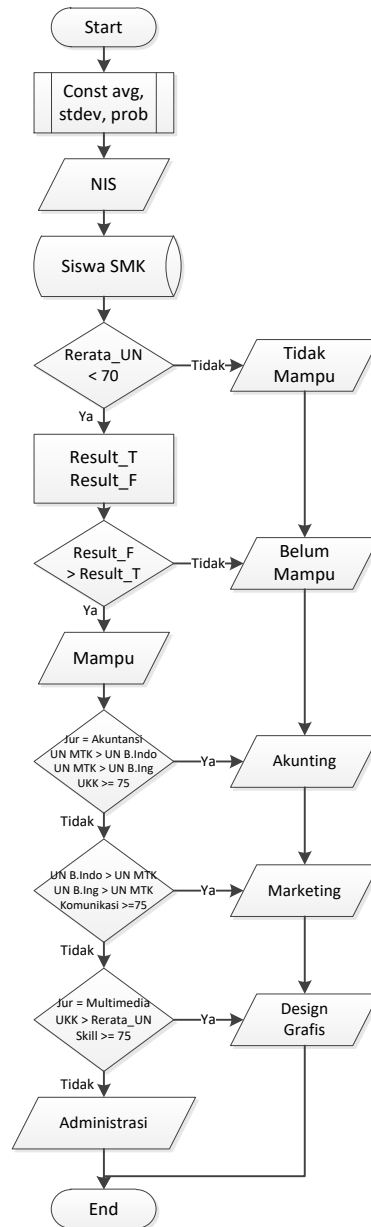 Start
Const avg,
stdev, prob
NIS
Siswa SMK
Rerata_UN
< 70
Tidak
Tidak
Mampu
Ya
Result_T
Result_F
Result_F
> Result_T
Tidak
Belum
Mampu
Ya
Mampu
Jur = Akuntansi
UN MTK > UN B.Indo
UN MTK > UN B.Ing
UKK >= 75
Ya
Akunting
Tidak
UN B.Indo > UN MTK
UN B.Ing > UN MTK
Komunikasi >=75
Ya
Marketing
Tidak
Jur = Multimedia
UKK > Rerata_UN
Skill >= 75
Ya
Design
Grafis
Tidak
Administrasi
End